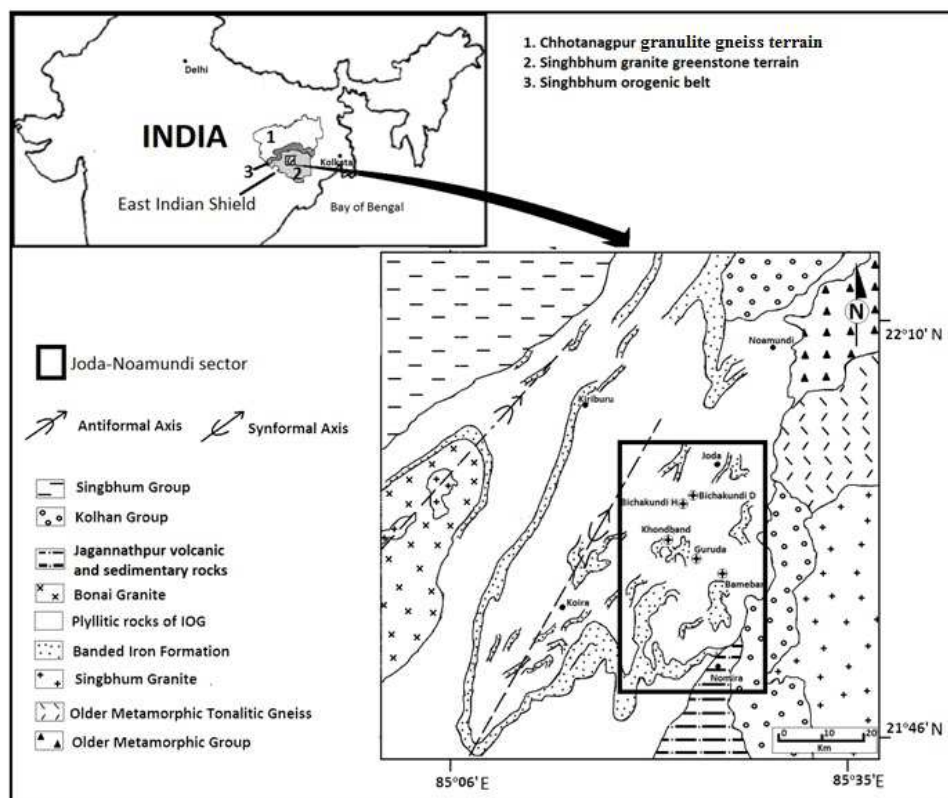 Delhi
INDIA
1
Kolkata
3
2
East Indian Shield
Bay of Bengal
1. Chhotanagpur granulite gneiss terrain
2. Singhbhum granite greenstone terrain
3. Singhbhum orogenic belt
Joda-Noamundi sector
Antiformal Axis
Synformal Axis
Singbhum Group
Kolhan Group
Jagannathpur volcanic
and sedimentary rocks
Bonai Granite
Plyllitic rocks of IOG
Banded Iron Formation
Singbhum Granite
Older Metamorphic Tonalitic Gneiss
Older Metamorphic Group
N
22°10' N
Noamundi
Kiriburu
Joda
Bichakundi H
Bichakundi D
Khondband
Guruda
Bamebari
Koira
Nomira
0 10 20
Km
21°46' N
85°06' E
85°35' E